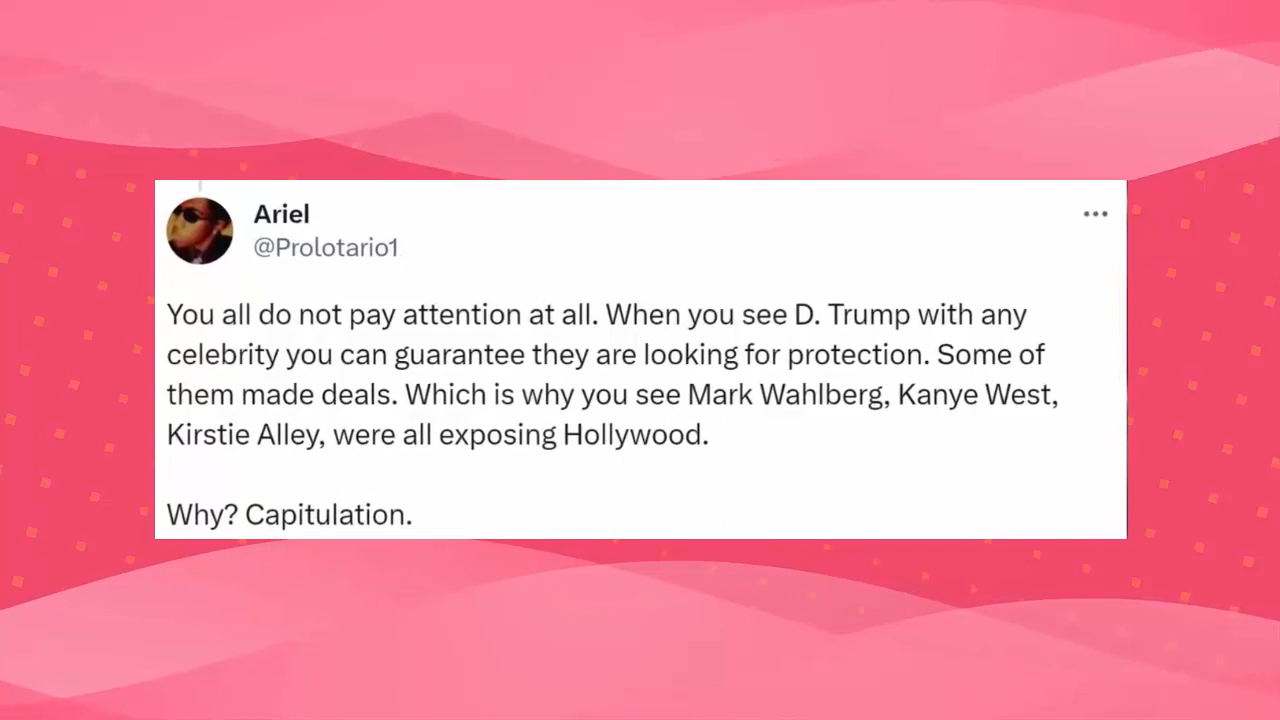 Ariel
@Prolotario1
You all do not pay attention at all. When you see D. Trump with any
celebrity you can guarantee they are looking for protection. Some of
them made deals. Which is why you see Mark Wahlberg, Kanye West,
Kirstie Alley, were all exposing Hollywood.
Why? Capitulation.